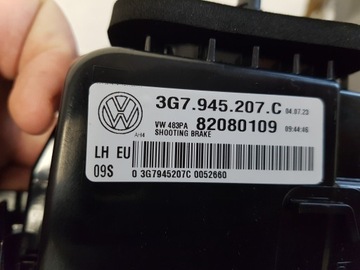 3G7.945.207.C 04.07.23
VW 483PA 82080109 09:44:46
AH4 SHOOTING BRAKE
LH EU
09S
0 3G7945207C 0052660